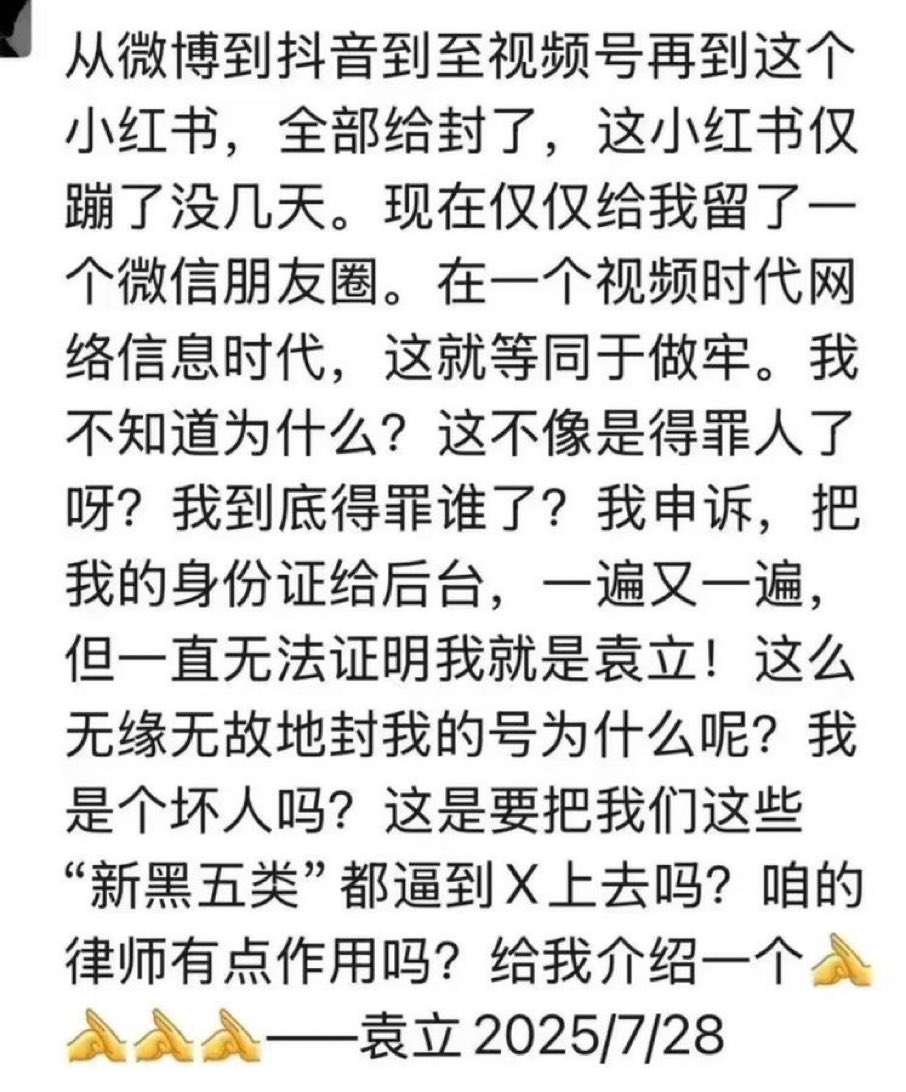 从微博到抖音到至视频号再到这个
小红书，全部给封了，这小红书仅
蹦了没几天。现在仅仅给我留了一
个微信朋友圈。在一个视频时代网
络信息时代，这就等同于做牢。我
不知道为什么？这不像是得罪人了
呀？我到底得罪谁了？我申诉，把
我的身份证给后台，一遍又一遍，
但一直无法证明我就是袁立！这么
无缘无故地封我的号为什么呢？我
是个坏人吗？这是要把我们这些
“新黑五类”都逼到X上去吗？咱的
律师有点作用吗？给我介绍一个🫴
🫴🫴🫴——袁立2025/7/28